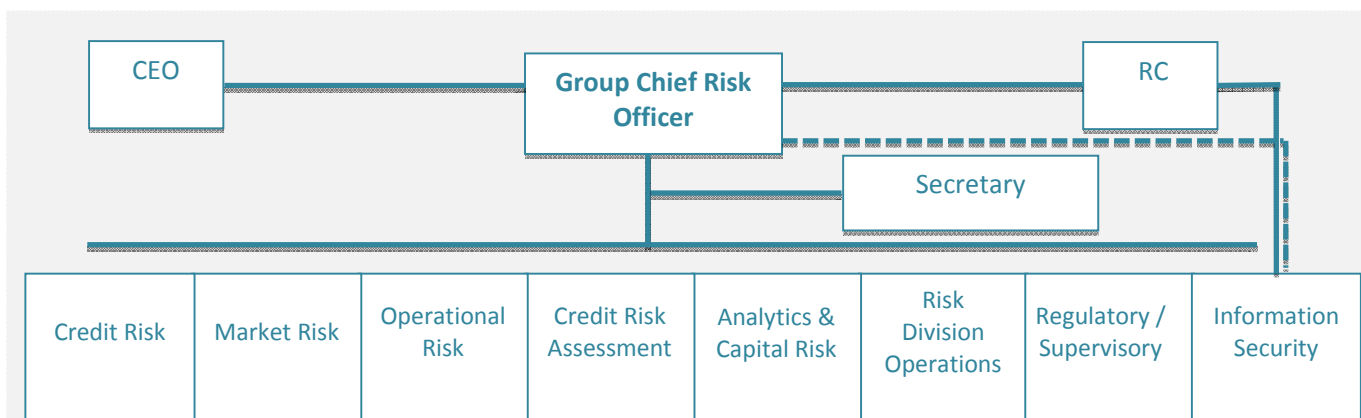 CEO
Group Chief Risk
Officer
RC
Secretary
Credit Risk
Market Risk
Operational
Risk
Credit Risk
Assessment
Analytics &
Capital Risk
Risk
Division
Operations
Regulatory /
Supervisory
Information
Security